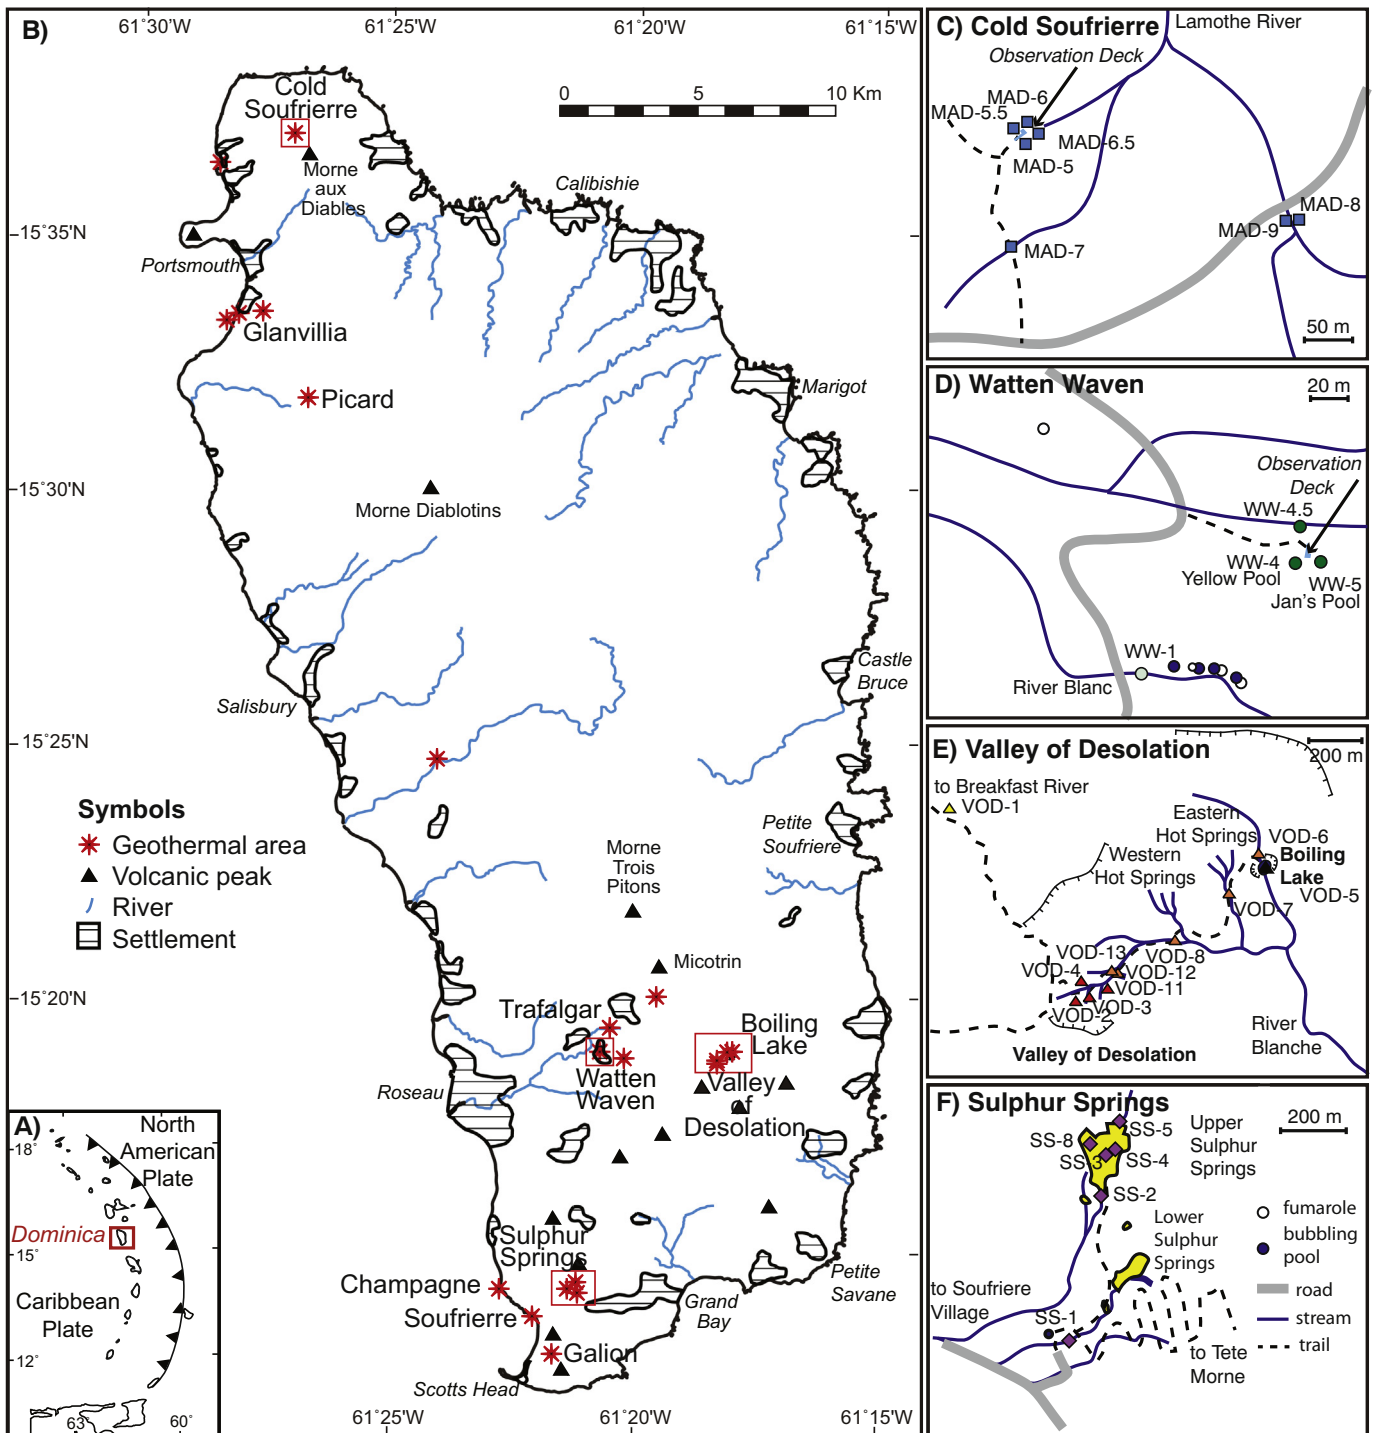 B)
61˚30'W
61˚25'W
61˚20'W
61˚15'W
0
5
10 Km
Cold
Soufrierre
Morne
aux
Diables
Calibishie
15˚35'N
Portsmouth
Glanvillia
Picard
Marigot
15˚30'N
Morne Diablotins
Castle
Bruce
Salisbury
15˚25'N
Symbols
Geothermal area
Volcanic peak
River
Settlement
Petite
Soufriere
Morne
Trois
Pitons
Micotrin
15˚20'N
Trafalgar
Boiling
Lake
Watten
Waven
Valley
of
Desolation
Roseau
Sulphur
Springs
Champagne
Soufrierre
Galion
Scotts Head
Grand
Bay
Petite
Savane
61˚25'W
61˚20'W
61˚15'W
A)
North
American
Plate
18˚
Dominica
15˚
Caribbean
Plate
12˚
63˚
60˚
C) Cold Soufrierre
Lamothe River
Observation Deck
MAD-6
MAD-5.5
MAD-6.5
MAD-5
MAD-8
MAD-9
MAD-7
50 m
D) Watten Waven
20 m
Observation
Deck
WW-4.5
WW-4
Yellow Pool
WW-5
Jan's Pool
WW-1
River Blanc
E) Valley of Desolation
200 m
to Breakfast River
VOD-1
Eastern
Hot Springs
VOD-6
Boiling
Lake
VOD-5
Western
Hot Springs
VOD-7
VOD-13
VOD-8
VOD-4
VOD-12
VOD-11
VOD-3
VOD-2
River
Blanche
Valley of Desolation
F) Sulphur Springs
200 m
SS-5
SS-8
SS-3
SS-4
SS-2
Upper
Sulphur
Springs
Lower
Sulphur
Springs
fumarole
bubbling
pool
road
stream
trail
to Soufriere
Village
SS-1
to Tete
Morne